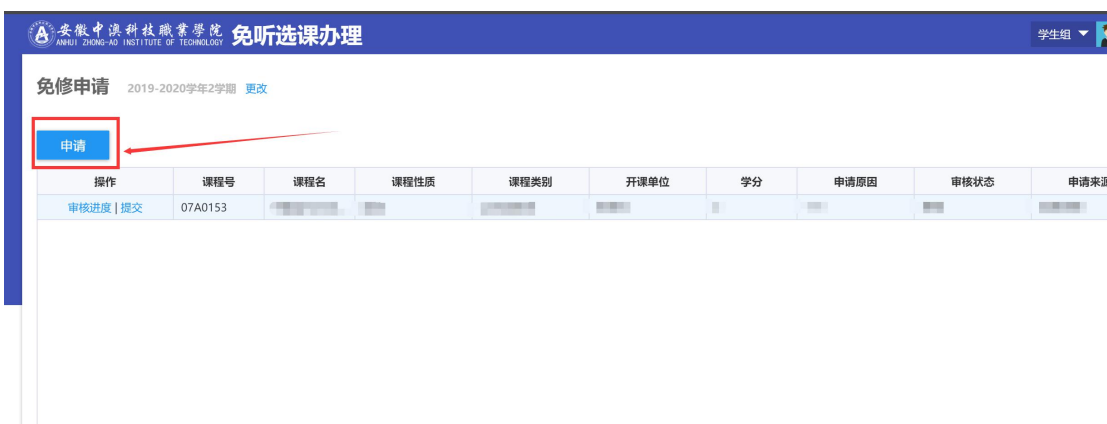 安徽中澳科技職業學院 免听选课办理
ANHUI ZHONG-AO INSTITUTE OF TECHNOLOGY
学生组
免修申请 2019-2020学年2学期 更改
申请
操作 课程号 课程名 课程性质 课程类别 开课单位 学分 申请原因 审核状态 申请来源
审核进度 | 提交 07A0153